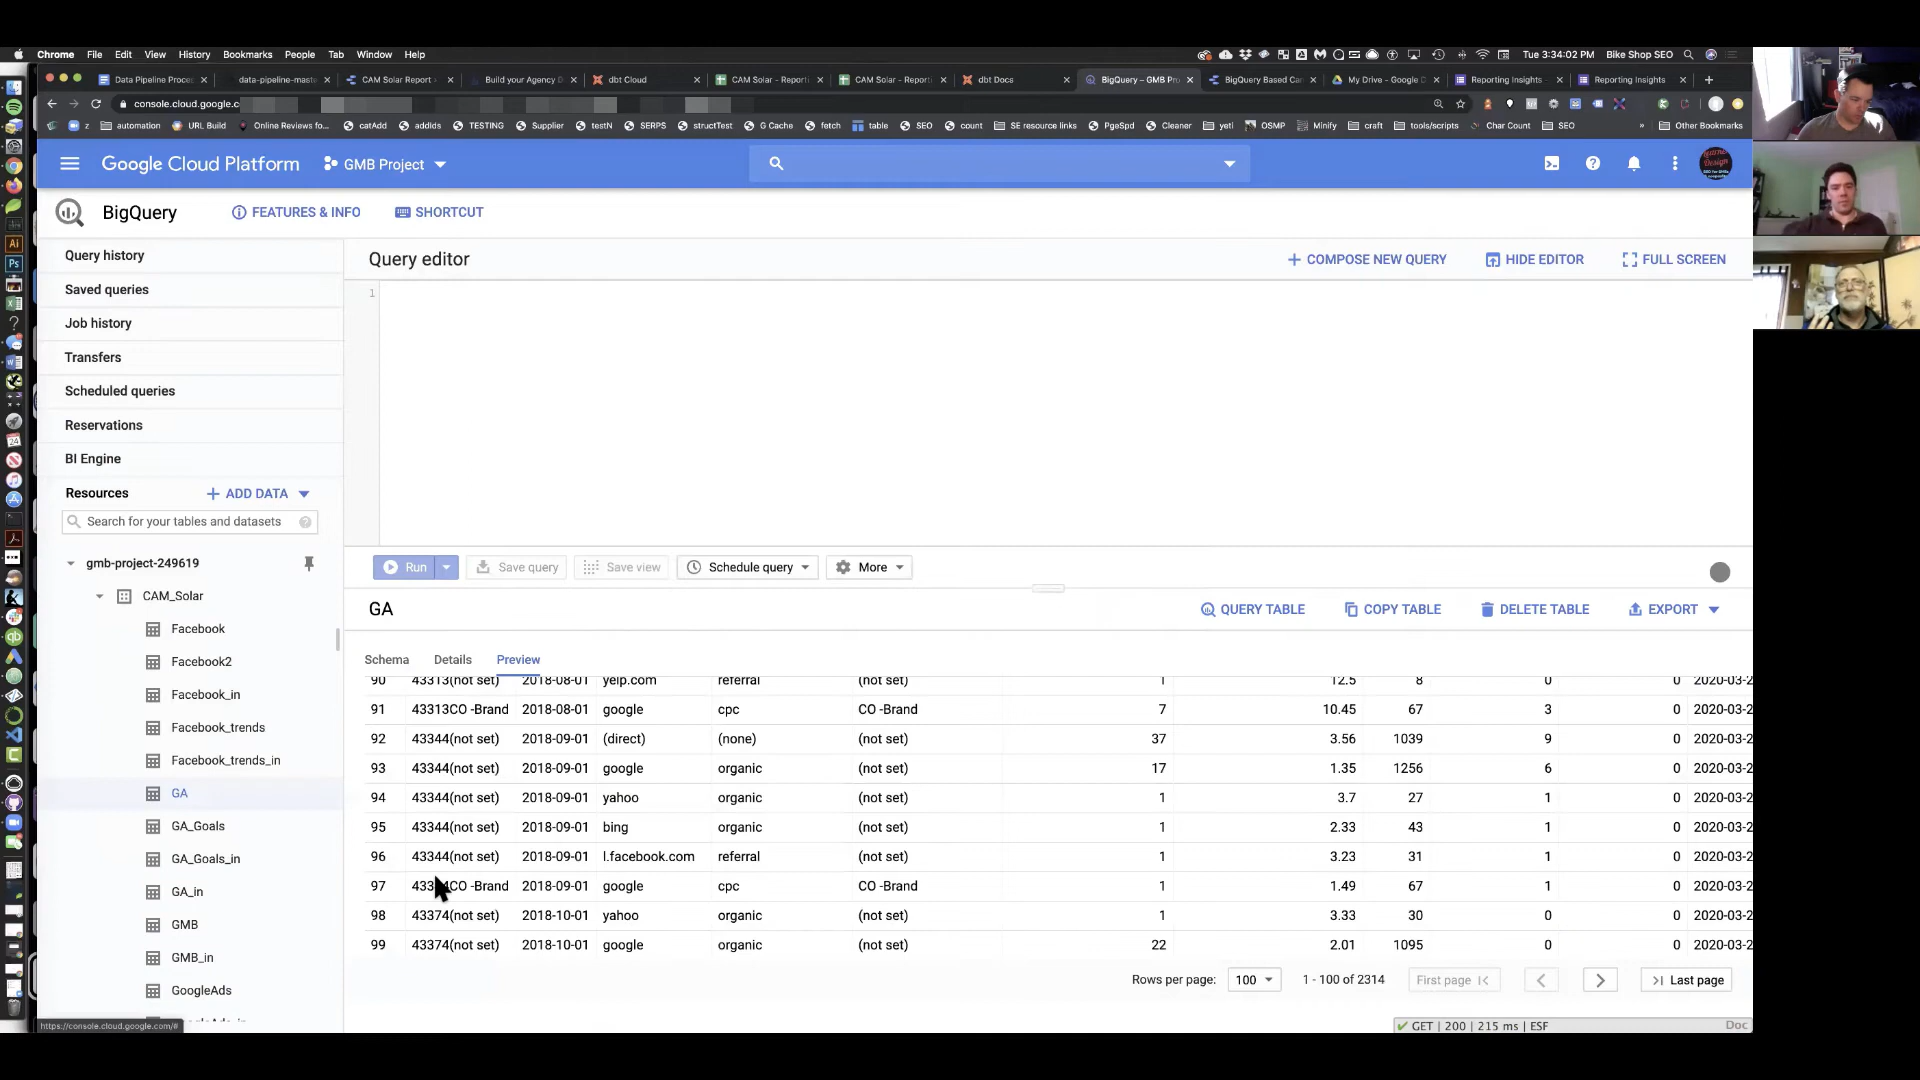 Chrome File Edit View History Bookmarks People Tab Window Help Tue 3:34:02 PM Bike Shop SEO
Data Pipeline Proce data-pipeline-mast CAM Solar Report Build your Agency D dbt Cloud CAM Solar - Report CAM Solar - Report dbt Docs BigQuery – GMB Pro BigQuery Based Ca My Drive - Google D Reporting Insights Reporting Insights
console.cloud.google.c
z automation URL Build Online Reviews fo... catAdd addIds TESTING Supplier testN SERPS structTest G Cache fetch table SEO count SE resource links PgeSpd Cleaner yeti OSMP Minify craft tools/scripts Char Count SEO » Other Bookmarks
Google Cloud Platform GMB Project
BigQuery FEATURES & INFO SHORTCUT
Query history
Saved queries
Job history
Transfers
Scheduled queries
Reservations
BI Engine
Resources + ADD DATA
Search for your tables and datasets
gmb-project-249619
CAM_Solar
Facebook
Facebook2
Facebook_in
Facebook_trends
Facebook_trends_in
GA
GA_Goals
GA_Goals_in
GA_in
GMB
GMB_in
GoogleAds
https://console.cloud.google.com/#
Query editor + COMPOSE NEW QUERY HIDE EDITOR FULL SCREEN
1
Run Save query Save view Schedule query More
GA QUERY TABLE COPY TABLE DELETE TABLE EXPORT
Schema Details Preview
90 43313(not set) 2018-08-01 yelp.com referral (not set) 1 12.5 8 0 0 2020-03-2
91 43313CO -Brand 2018-08-01 google cpc CO -Brand 7 10.45 67 3 0 2020-03-2
92 43344(not set) 2018-09-01 (direct) (none) (not set) 37 3.56 1039 9 0 2020-03-2
93 43344(not set) 2018-09-01 google organic (not set) 17 1.35 1256 6 0 2020-03-2
94 43344(not set) 2018-09-01 yahoo organic (not set) 1 3.7 27 1 0 2020-03-2
95 43344(not set) 2018-09-01 bing organic (not set) 1 2.33 43 1 0 2020-03-2
96 43344(not set) 2018-09-01 l.facebook.com referral (not set) 1 3.23 31 1 0 2020-03-2
97 43344CO -Brand 2018-09-01 google cpc CO -Brand 1 1.49 67 1 0 2020-03-2
98 43374(not set) 2018-10-01 yahoo organic (not set) 1 3.33 30 0 0 2020-03-2
99 43374(not set) 2018-10-01 google organic (not set) 22 2.01 1095 0 0 2020-03-2
Rows per page: 100 1 - 100 of 2314 First page Last page
GET | 200 | 215 ms | ESF Doc